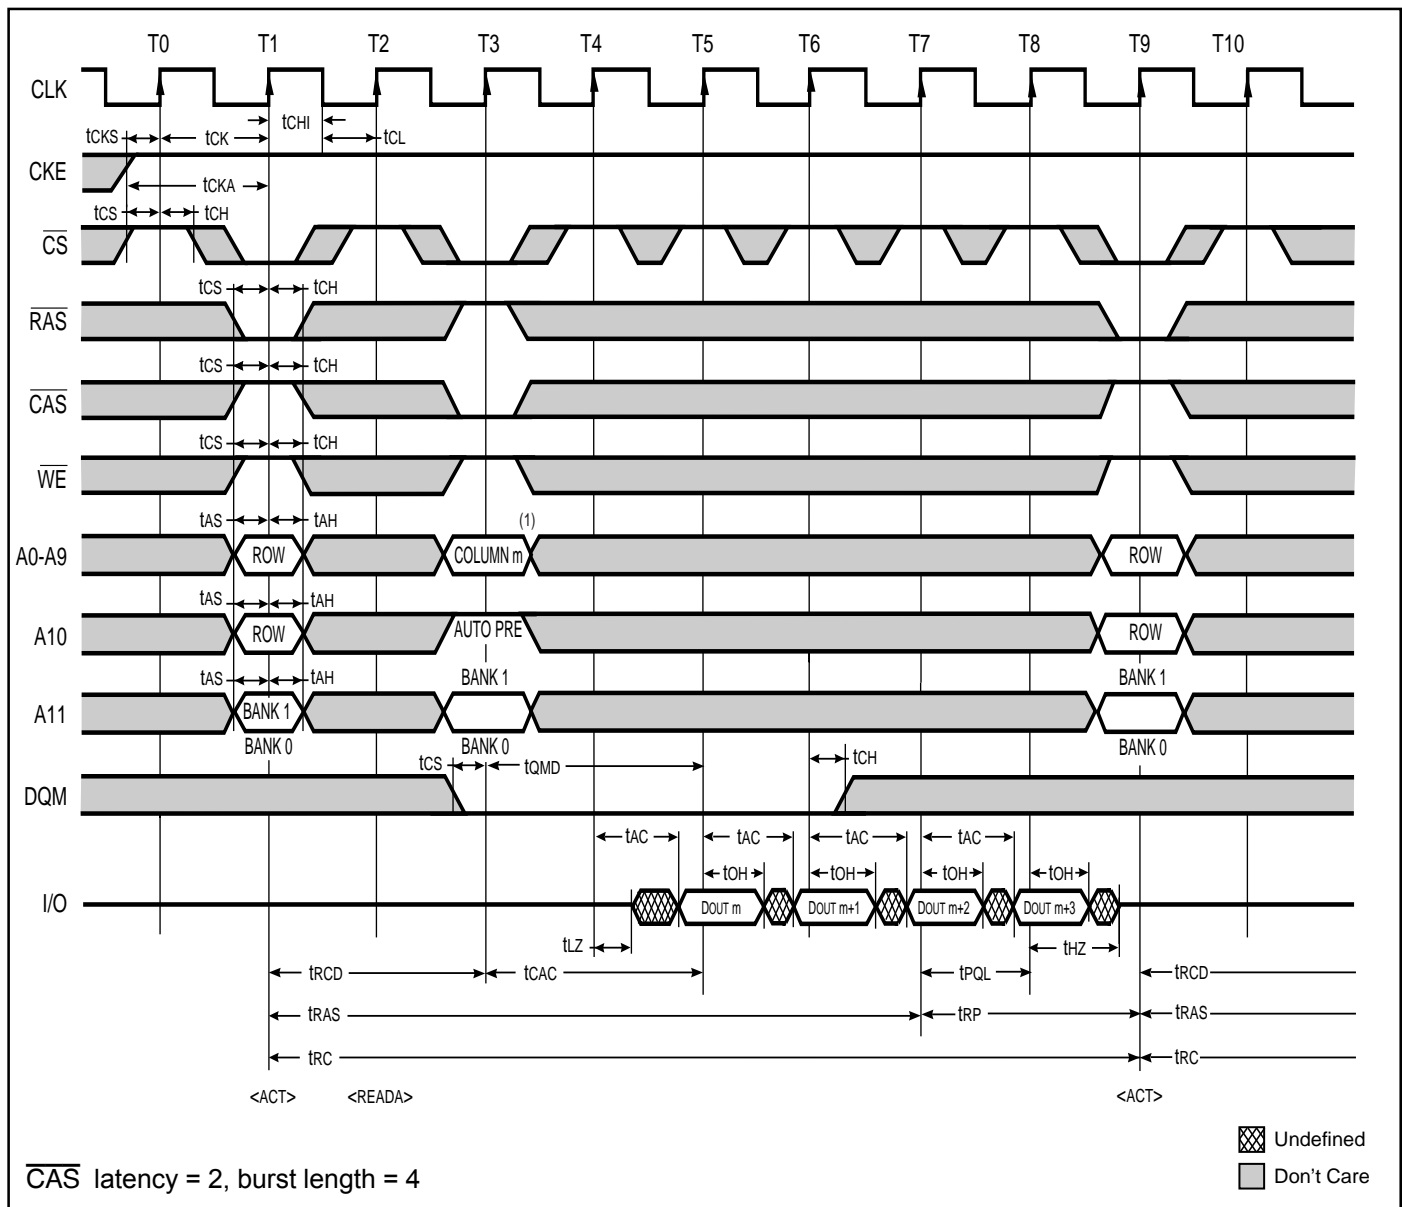 T0 T1 T2 T3 T4 T5 T6 T7 T8 T9 T10
CLK
tCHI
tCKS tCK tCL
CKE
tCKA
tCS tCH
CS
tCS tCH
RAS
tCS tCH
CAS
tCS tCH
WE
tAS tAH (1)
A0-A9 ROW COLUMN m ROW
tAS tAH
A10 ROW AUTO PRE ROW
tAS tAH BANK 1 BANK 1
A11 BANK 1
BANK 0 BANK 0 BANK 0
tCS tQMD tCH
DQM
tAC tAC tAC tAC
tOH tOH tOH tOH
I/O DOUT m DOUT m+1 DOUT m+2 DOUT m+3
tLZ tHZ
tRCD tCAC tPQL tRCD
tRAS tRP tRAS
tRC tRC
<ACT> <READA> <ACT>
Undefined
CAS latency = 2, burst length = 4
Don't Care